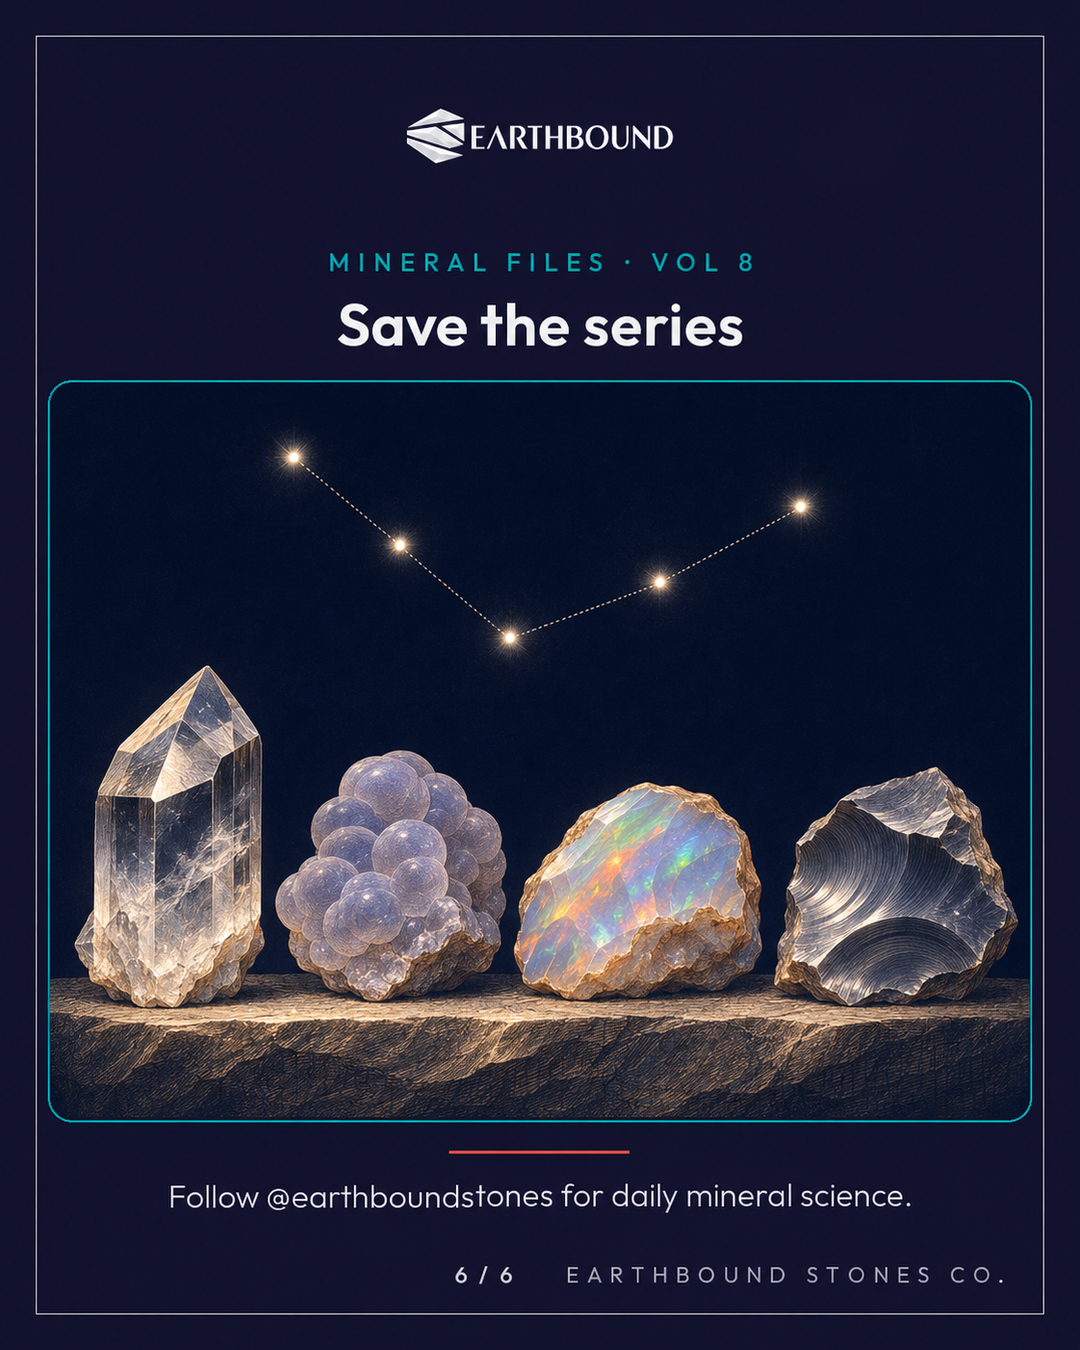 EARTHBOUND
MINERAL FILES · VOL 8
Save the series
Follow @earthboundstones for daily mineral science.
6 / 6 EARTHBOUND STONES CO.